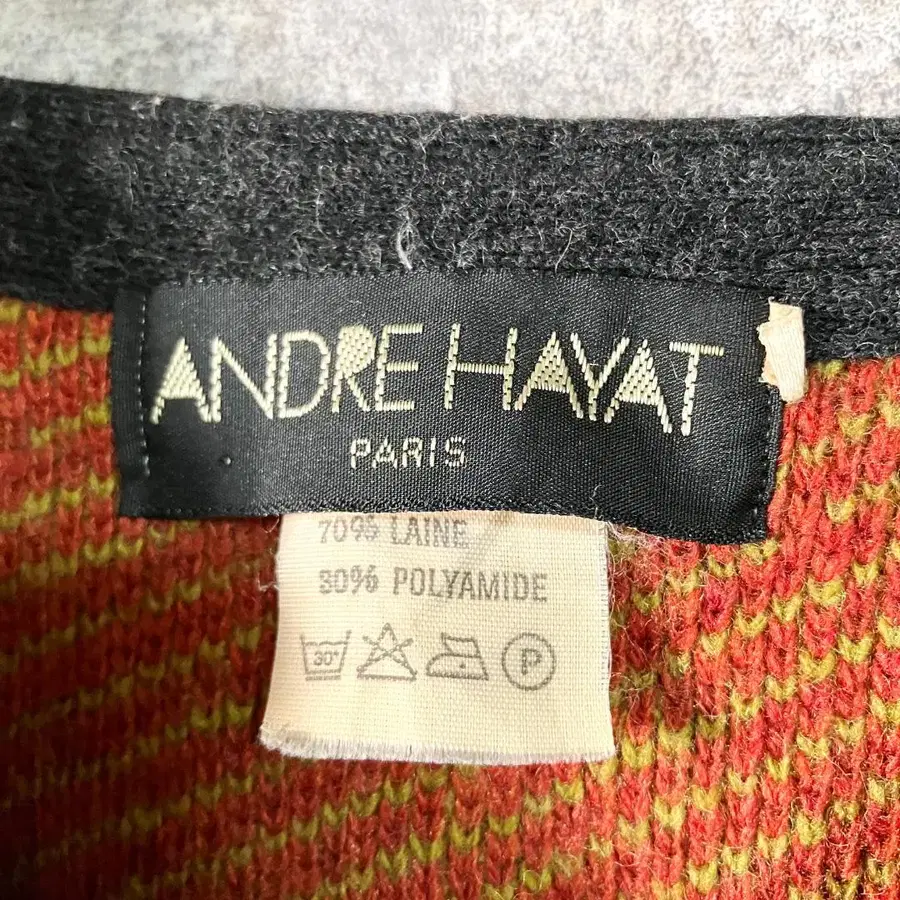 ANDRE HAYAT
PARIS
70% LAINE
30% POLYAMIDE
30°
P